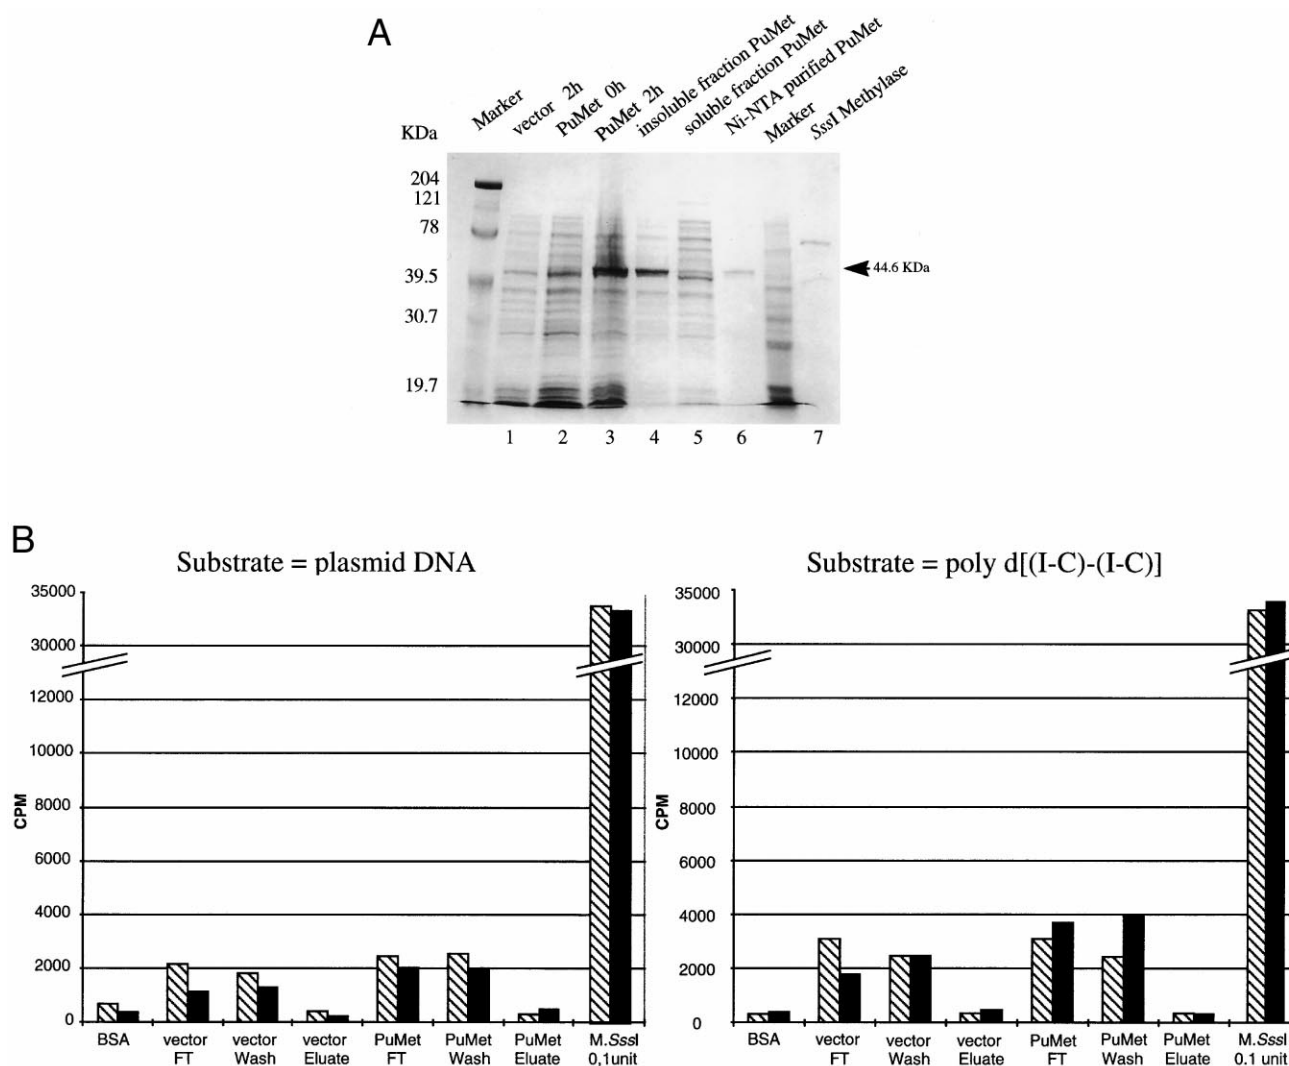 A
Marker
vector 2h
PuMet 0h
PuMet 2h
insoluble fraction PuMet
soluble fraction PuMet
Ni-NTA purified PuMet
Marker
SssI Methylase
KDa
204
121
78
39.5
30.7
19.7
44.6 KDa
1 2 3 4 5 6 7
B
Substrate = plasmid DNA
35000
30000
12000
10000
8000
6000
4000
2000
0
CPM
BSA vector vector vector PuMet PuMet PuMet M.SssI
FT Wash Eluate FT Wash Eluate 0,1unit
Substrate = poly d[(I-C)-(I-C)]
35000
30000
12000
10000
8000
6000
4000
2000
0
CPM
BSA vector vector vector PuMet PuMet PuMet M.SssI
FT Wash Eluate FT Wash Eluate 0.1unit